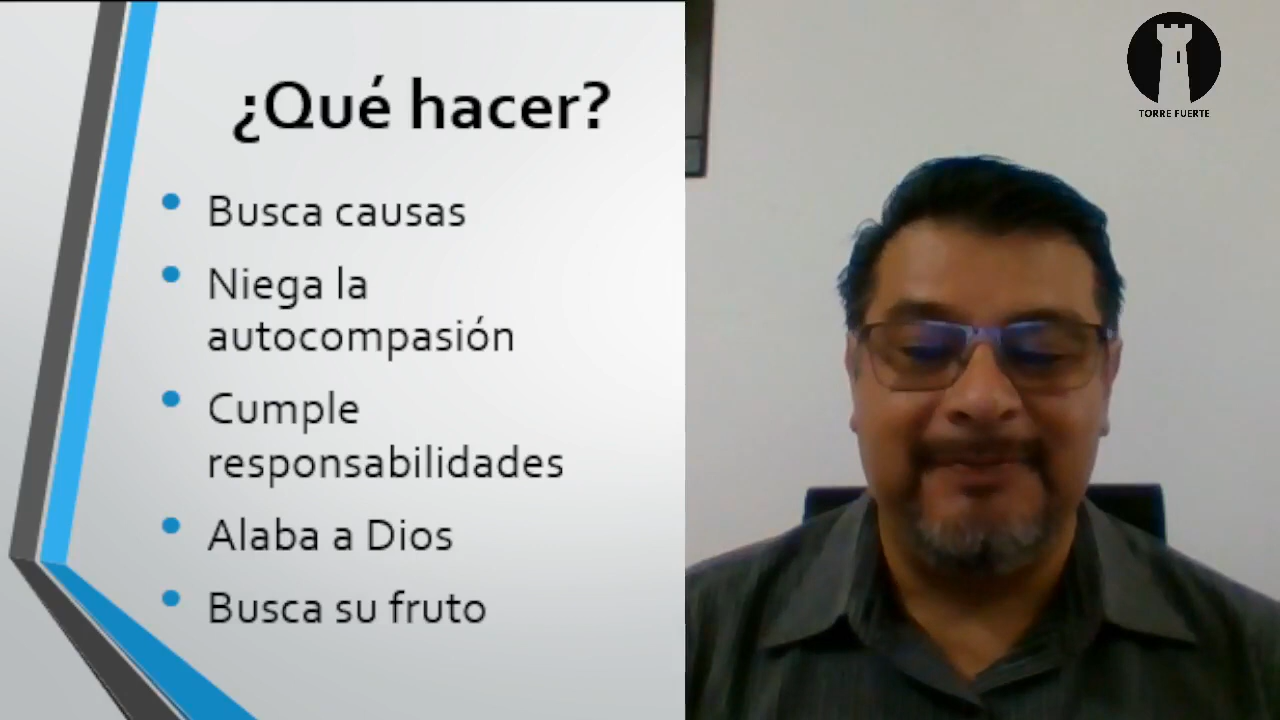 ¿Qué hacer?
Busca causas
Niega la
autocompasión
Cumple
responsabilidades
Alaba a Dios
Busca su fruto
TORRE FUERTE